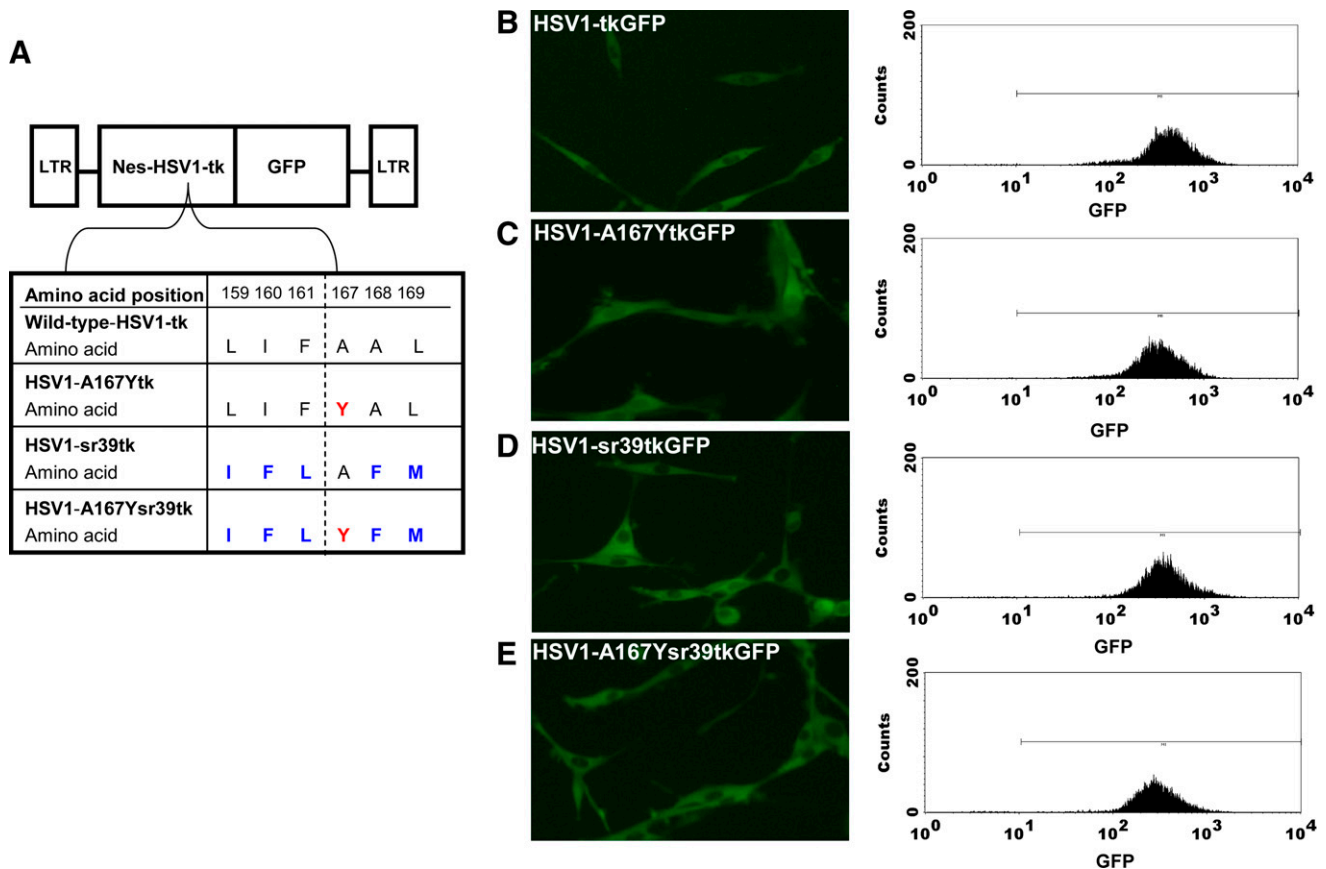 A
LTR Nes-HSV1-tk GFP LTR
Amino acid position 159 160 161 167 168 169
Wild-type-HSV1-tk
Amino acid L I F A A L
HSV1-A167Ytk
Amino acid L I F Y A L
HSV1-sr39tk
Amino acid I F L A F M
HSV1-A167Ysr39tk
Amino acid I F L Y F M
B
HSV1-tkGFP
200
Counts
0
10^0 10^1 10^2 10^3 10^4
GFP
C
HSV1-A167YtkGFP
200
Counts
0
10^0 10^1 10^2 10^3 10^4
GFP
D
HSV1-sr39tkGFP
200
Counts
0
10^0 10^1 10^2 10^3 10^4
GFP
E
HSV1-A167Ysr39tkGFP
200
Counts
0
10^0 10^1 10^2 10^3 10^4
GFP